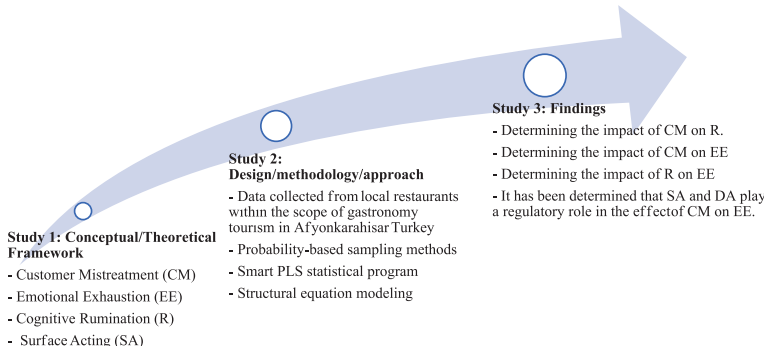 Study 1: Conceptual/Theoretical
Framework
- Customer Mistreatment (CM)
- Emotional Exhaustion (EE)
- Cognitive Rumination (R)
- Surface Acting (SA)
Study 2:
Design/methodology/approach
- Data collected from local restaurants
within the scope of gastronomy
tourism in Afyonkarahisar Turkey
- Probability-based sampling methods
- Smart PLS statistical program
- Structural equation modeling
Study 3: Findings
- Determining the impact of CM on R.
- Determining the impact of CM on EE
- Determining the impact of R on EE
- It has been determined that SA and DA play
a regulatory role in the effectof CM on EE.